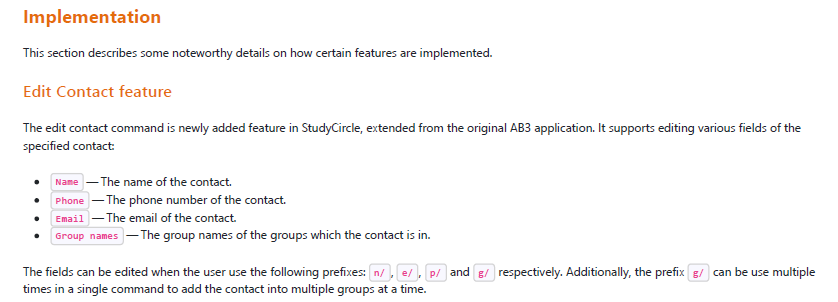 Implementation
This section describes some noteworthy details on how certain features are implemented.
Edit Contact feature
The edit contact command is newly added feature in StudyCircle, extended from the original AB3 application. It supports editing various fields of the
specified contact:
• Name — The name of the contact.
• Phone — The phone number of the contact.
• Email — The email of the contact.
• Group names — The group names of the groups which the contact is in.
The fields can be edited when the user use the following prefixes: n/ , e/ , p/ and g/ respectively. Additionally, the prefix g/ can be use multiple
times in a single command to add the contact into multiple groups at a time.